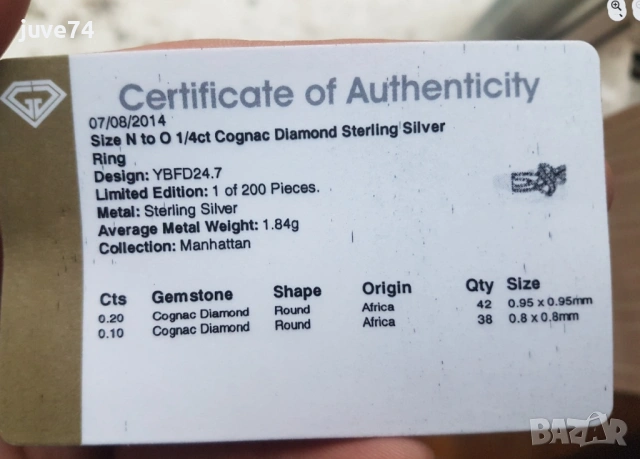 juve74
Certificate of Authenticity
07/08/2014
Size N to O 1/4ct Cognac Diamond Sterling Silver
Ring
Design: YBFD24.7
Limited Edition: 1 of 200 Pieces.
Metal: Sterling Silver
Average Metal Weight: 1.84g
Collection: Manhattan
Cts Gemstone Shape Origin Qty Size
0.20 Cognac Diamond Round Africa 42 0.95 x 0.95mm
0.10 Cognac Diamond Round Africa 38 0.8 x 0.8mm
BAZAR